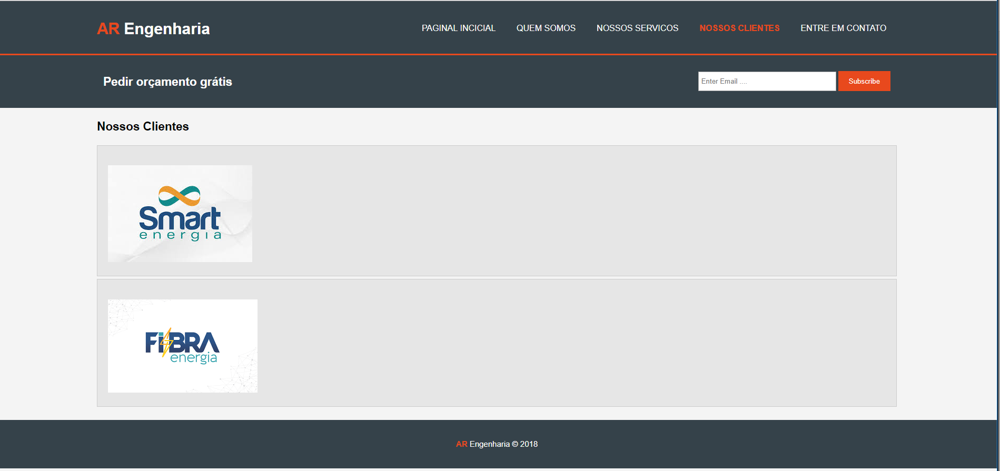 AR Engenharia
PAGINAL INCICIAL QUEM SOMOS NOSSOS SERVICOS NOSSOS CLIENTES ENTRE EM CONTATO
Pedir orçamento grátis
Enter Email ....
Subscribe
Nossos Clientes
Smart
energia
FIBRA
energia
AR Engenharia © 2018